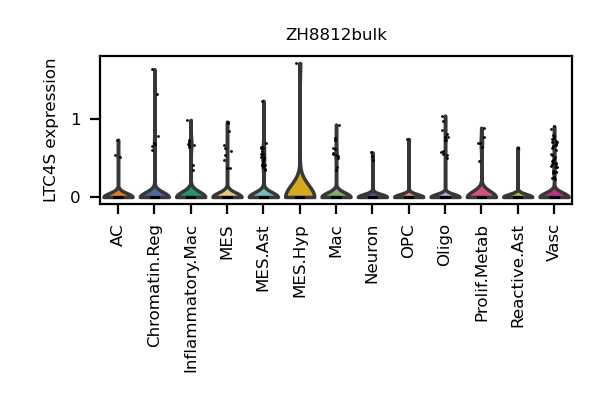 ZH8812bulk
LTC4S expression
1
0
AC
Chromatin.Reg
Inflammatory.Mac
MES
MES.Ast
MES.Hyp
Mac
Neuron
OPC
Oligo
Prolif.Metab
Reactive.Ast
Vasc